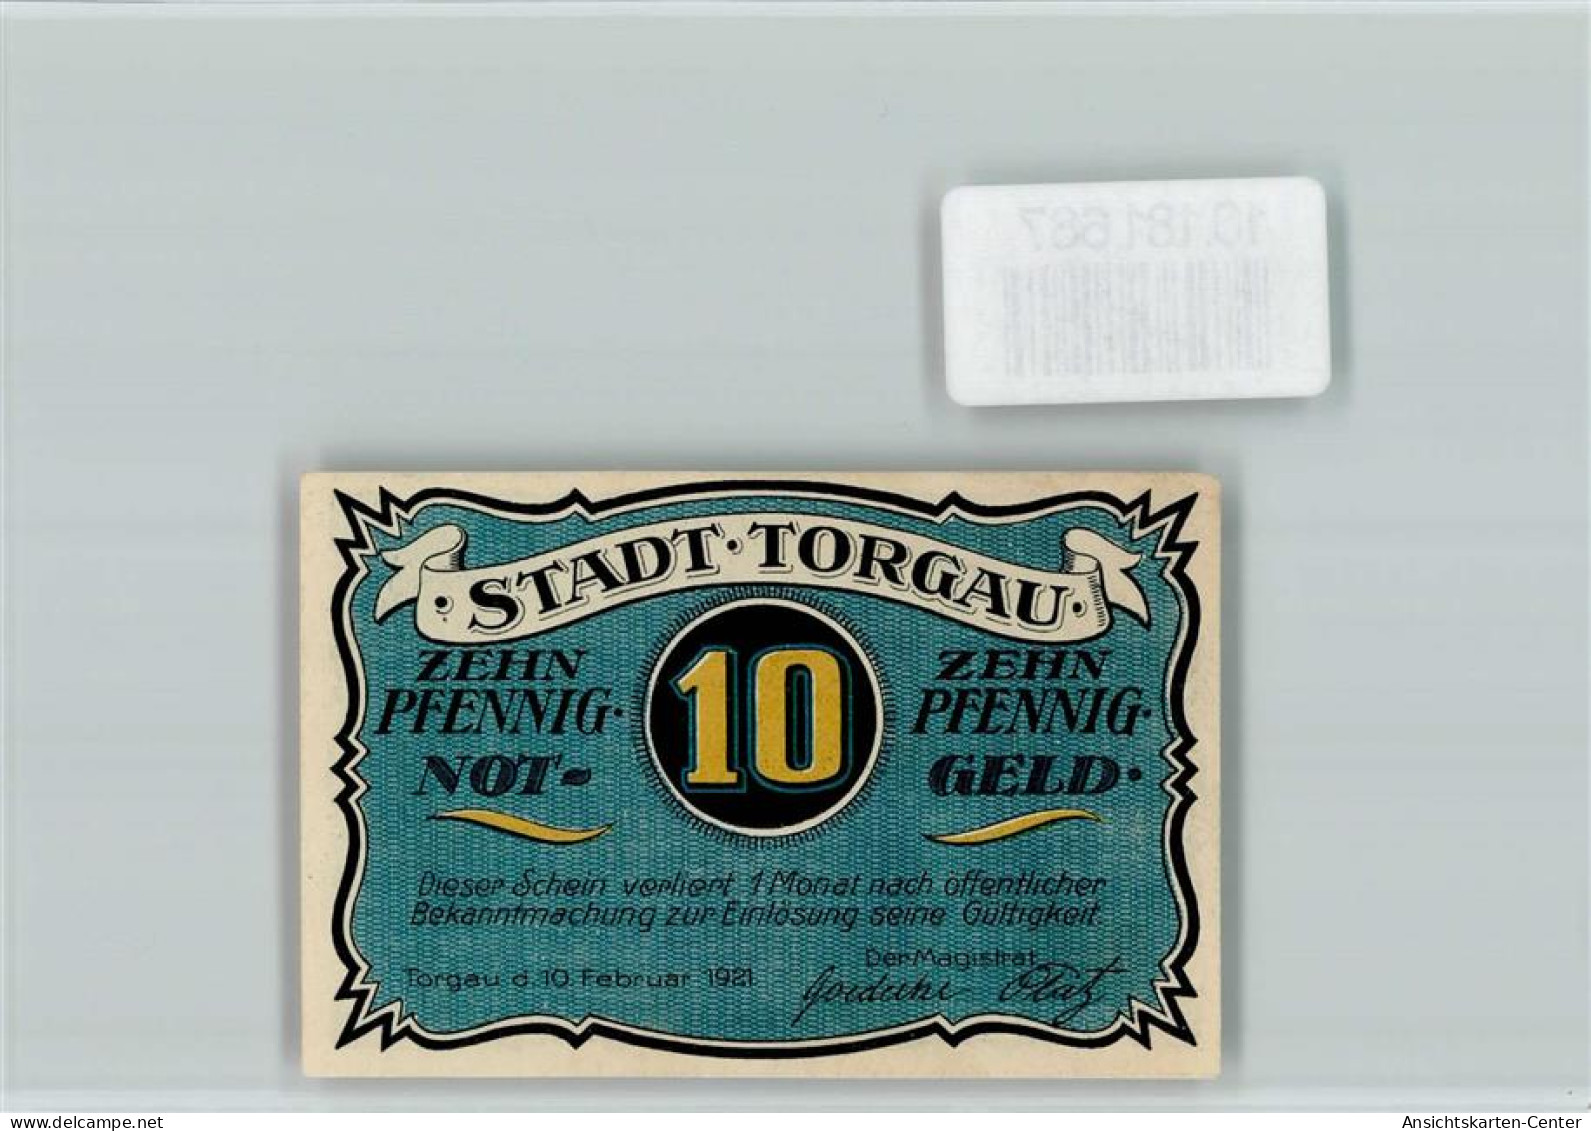 10.181.667
STADT · TORGAU ·
ZEHN PFENNIG · NOT-
10
ZEHN PFENNIG · GELD ·
Dieser Schein verliert 1 Monat nach öffentlicher
Bekanntmachung zur Einlösung seine Gültigkeit.
Der Magistrat
Torgau d. 10. Februar 1921
www.delcampe.net
Ansichtskarten-Center